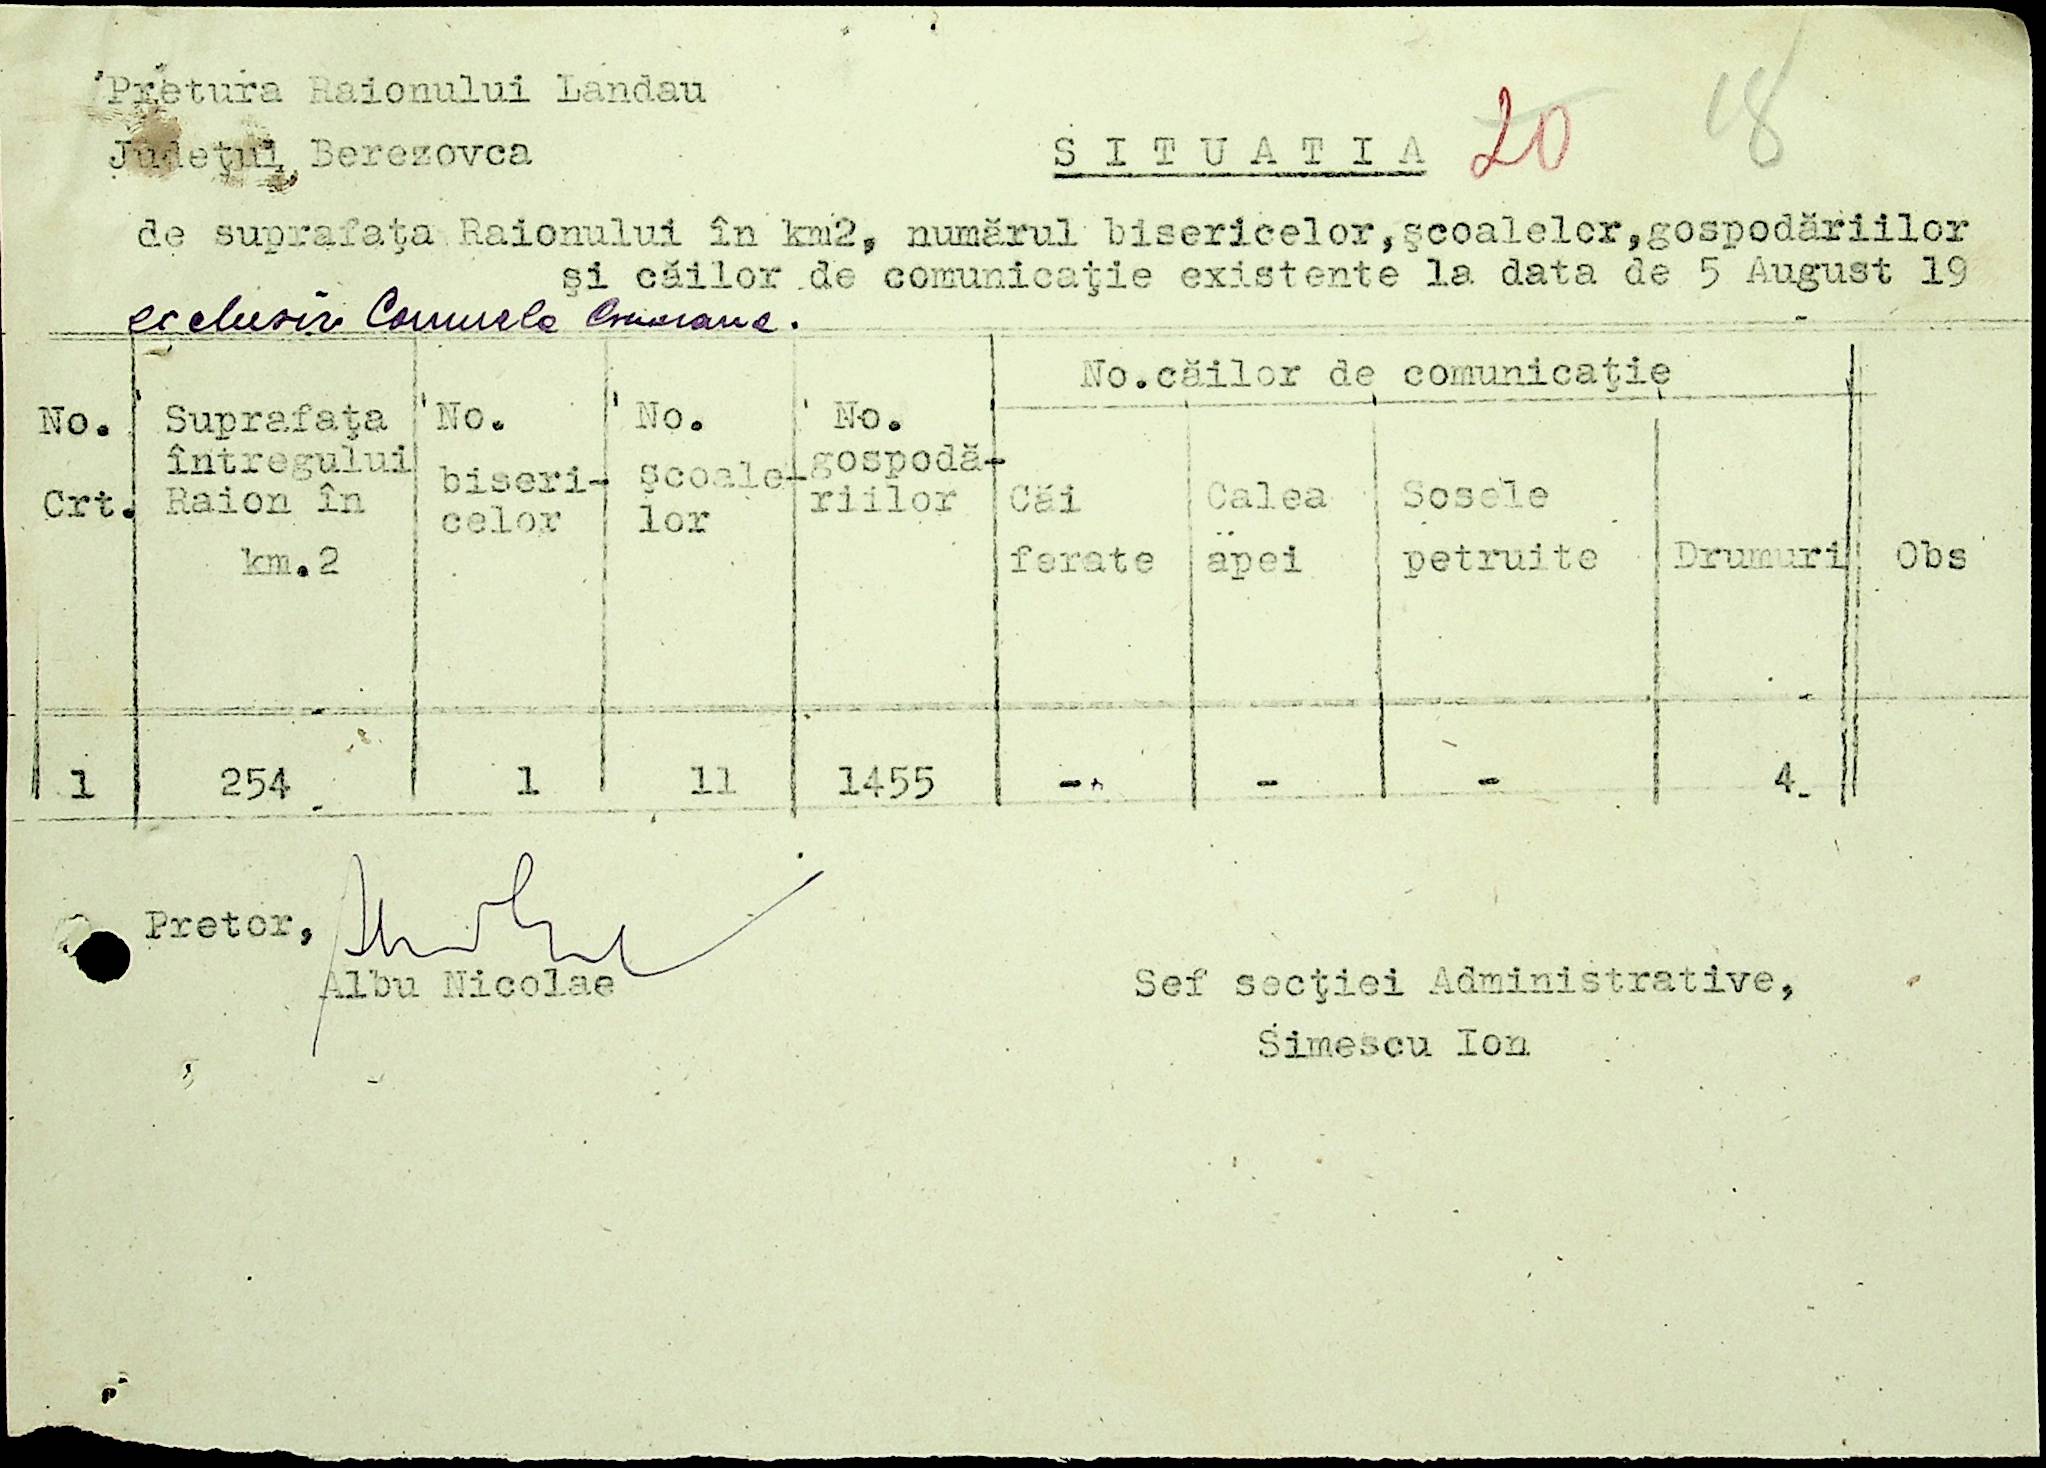 Pretura Raionului Landau
Judeţul Berezovca
S I T U A T I A
20
18
de suprafaţa Raionului în km2, numărul bisericelor,şcoalelor,gospodăriilor
şi căilor de comunicaţie existente la data de 5 August 19
exclusiv Comunele Germane.
No.căilor de comunicaţie
No. Crt.
Suprafaţa întregului Raion în km.2
No. biseri-celor
No. şcoale-lor
No. gospodă-riilor
Căi ferate
Calea apei
Sosele petruite
Drumuri
Obs
1 254 1 11 1455 - - - 4
Pretor,
Albu Nicolae
Sef secţiei Administrative,
Simescu Ion